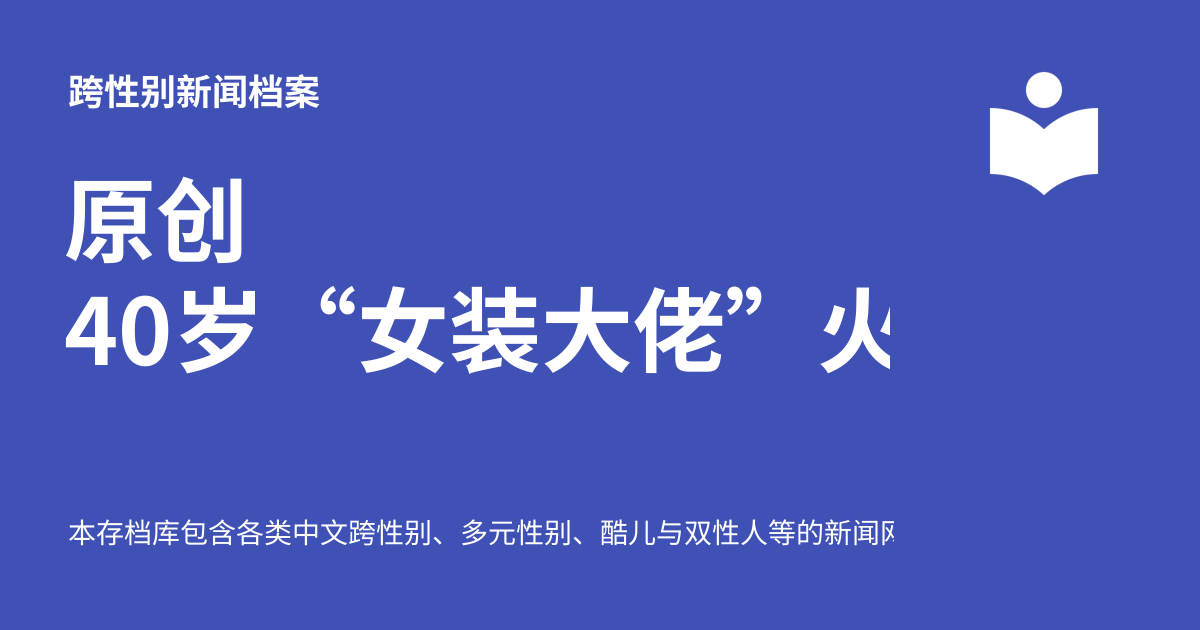 跨性别新闻档案
原创
40岁 “女装大佬” 火
本存档库包含各类中文跨性别、多元性别、酷儿与双性人等的新闻